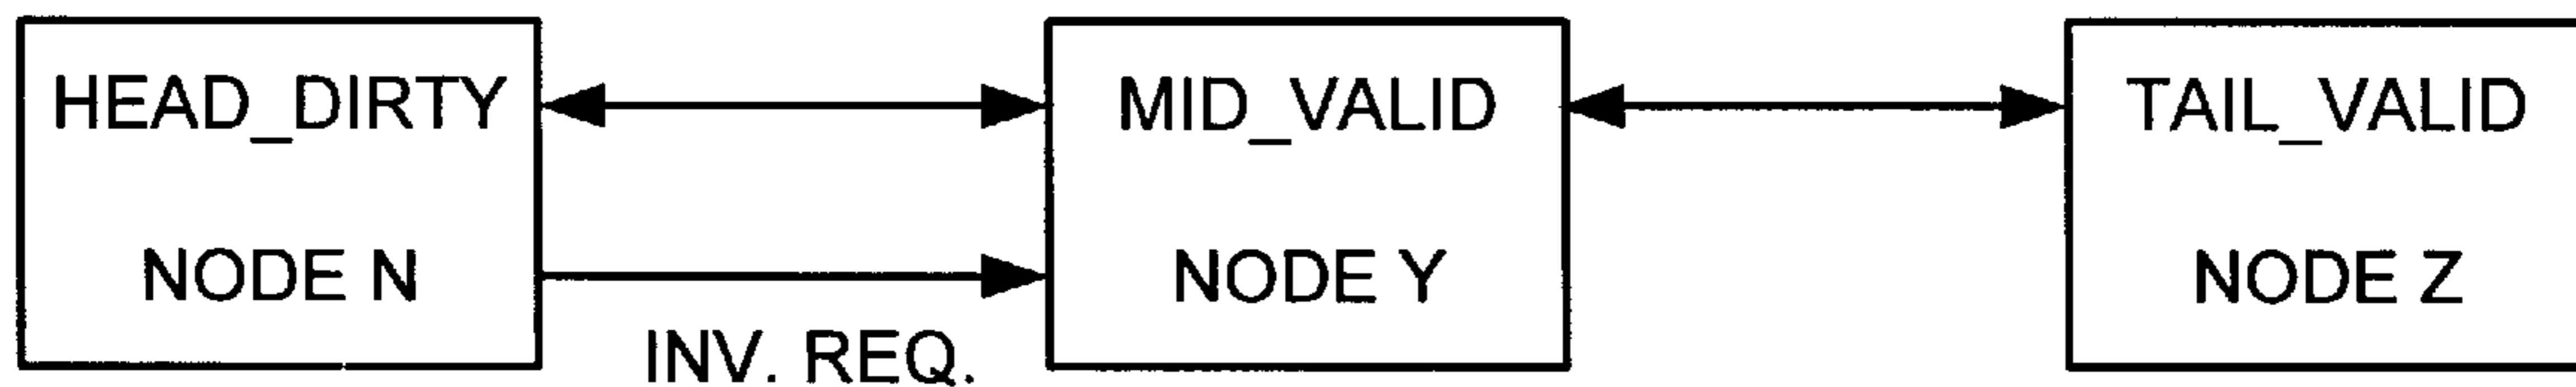 HEAD_DIRTY
NODE N
INV. REQ.
MID_VALID
NODE Y
TAIL_VALID
NODE Z